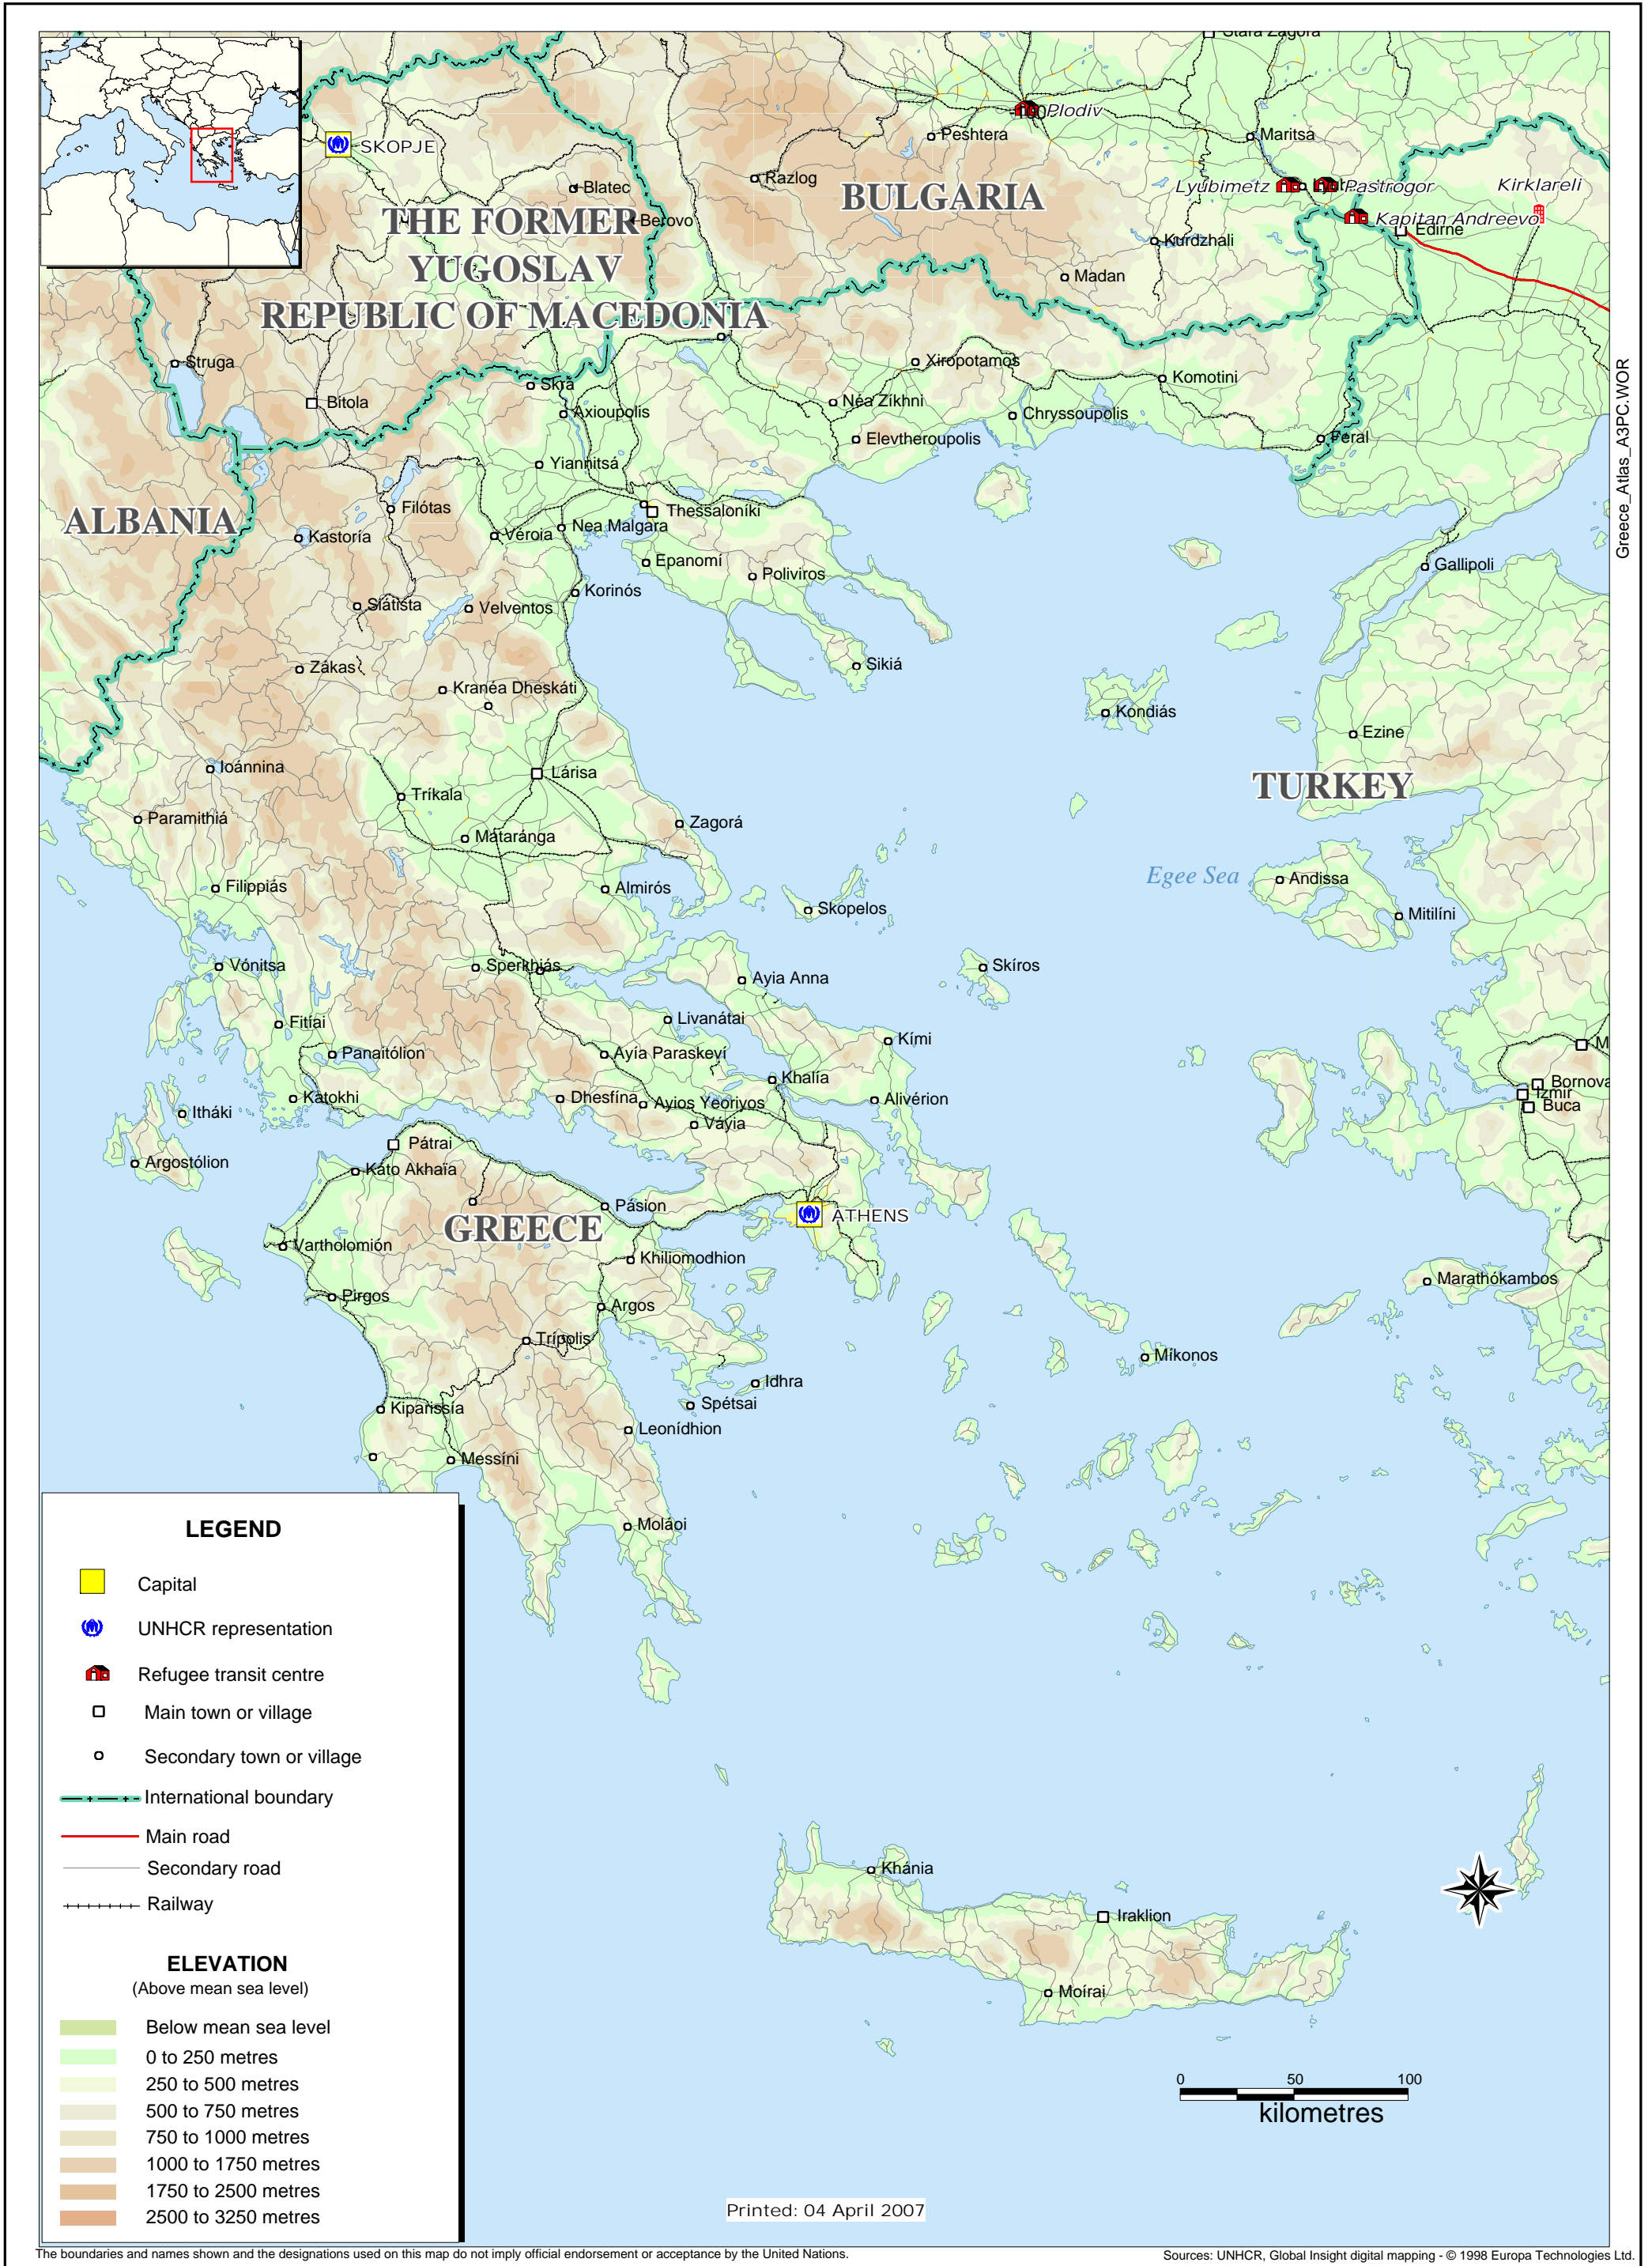 Stara Zagora
Plodiv
Peshtera
Maritsa
SKOPJE
Blatec
Razlog
Lyubimetz
Pastrogor
Kirklareli
BULGARIA
THE FORMER
YUGOSLAV
REPUBLIC OF MACEDONIA
Berovo
Kapitan Andreevo
Edirne
Kurdzhali
Madan
Struga
Xiropotamos
Skra
Komotini
Bitola
Axioupolis
Néa Zíkhni
Chryssoupolis
Elevtheroupolis
Feral
Greece_Atlas_A3PC.WOR
Yiannitsá
Filótas
Thessaloníki
ALBANIA
Nea Malgara
Kastoría
Véroia
Epanomí
Poliviros
Gallipoli
Korinós
Siátista
Velventos
Zákas
Sikiá
Kranéa Dheskáti
Kondiás
Ezine
Ioánnina
Lárisa
TURKEY
Tríkala
Paramithiá
Zagorá
Mataránga
Egee Sea
Andissa
Filippiás
Almirós
Skopelos
Mitilíni
Vónitsa
Sperkhiás
Ayia Anna
Skíros
Fitíai
Livanátai
Kími
M
Panaitólion
Ayía Paraskeví
Khalía
Bornova
Izmir
Buca
Katokhi
Itháki
Dhesfína
Ayios Yeoriyos
Alivérion
Váyia
Pátrai
Argostólion
Káto Akhaïa
Pásion
ATHENS
GREECE
Vartholomión
Khiliomodhion
Marathókambos
Pirgos
Argos
Trípolis
Míkonos
Idhra
Spétsai
Kiparissía
Leonídhion
Messíni
Moláoi
LEGEND
Capital
UNHCR representation
Refugee transit centre
Main town or village
Secondary town or village
International boundary
Main road
Secondary road
Railway
Khánia
Iraklion
Moírai
ELEVATION
(Above mean sea level)
Below mean sea level
0 to 250 metres
250 to 500 metres
500 to 750 metres
750 to 1000 metres
1000 to 1750 metres
1750 to 2500 metres
2500 to 3250 metres
0 50 100
kilometres
Printed: 04 April 2007
The boundaries and names shown and the designations used on this map do not imply official endorsement or acceptance by the United Nations.
Sources: UNHCR, Global Insight digital mapping - © 1998 Europa Technologies Ltd.